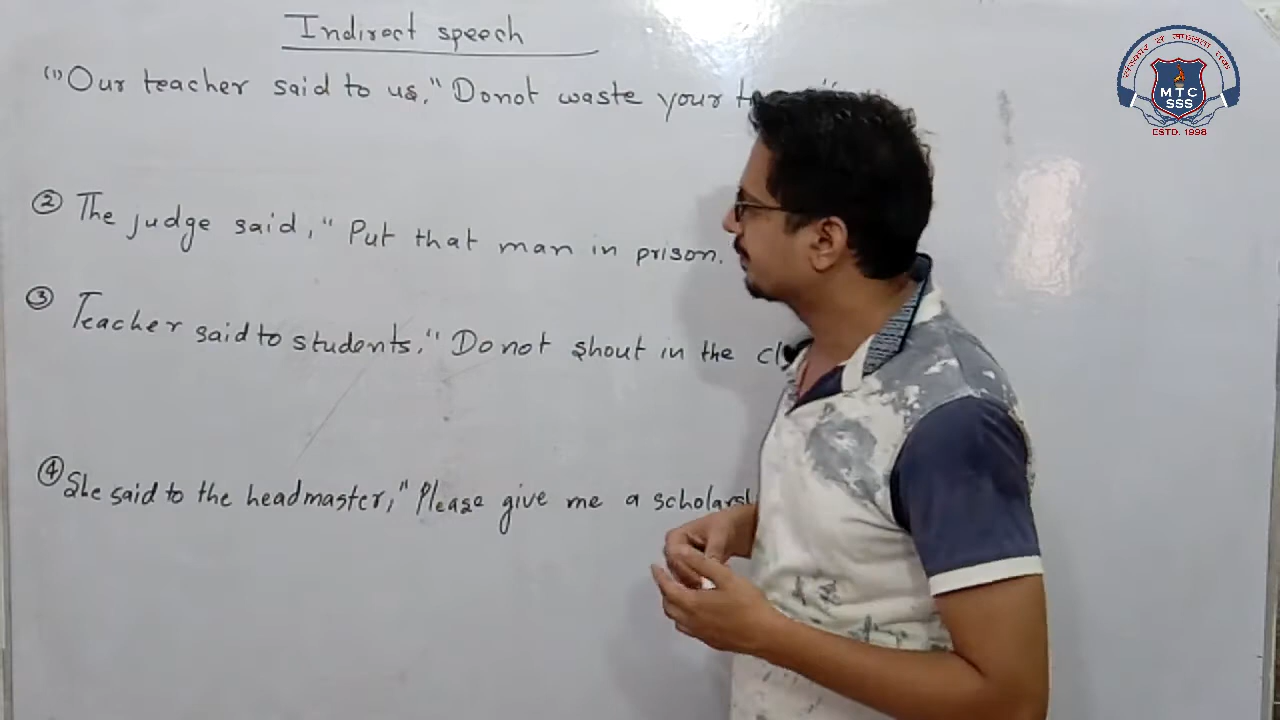 Indirect speech
(1) Our teacher said to us, "Donot waste your
② The judge said, "Put that man in prison.
③ Teacher said to students, "Do not shout in the
④ She said to the headmaster, "Please give me a
MTC
SSS
ESTD. 1998